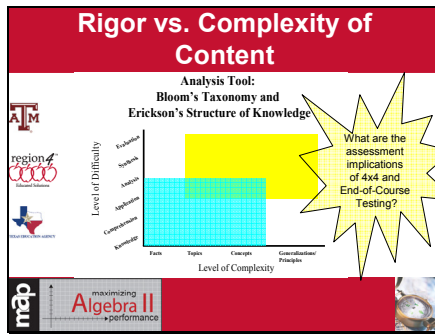 Rigor vs. Complexity of
Content
Analysis Tool:
Bloom's Taxonomy and
Erickson's Structure of Knowledge
Level of Difficulty
Evaluation
Synthesis
Analysis
Application
Comprehension
Knowledge
Facts
Topics
Concepts
Generalizations/
Principles
Level of Complexity
What are the
assessment
implications
of 4x4 and
End-of-Course
Testing?
ATM
region 4
Educational Solutions
TEXAS EDUCATION AGENCY
map
maximizing
Algebra II
performance